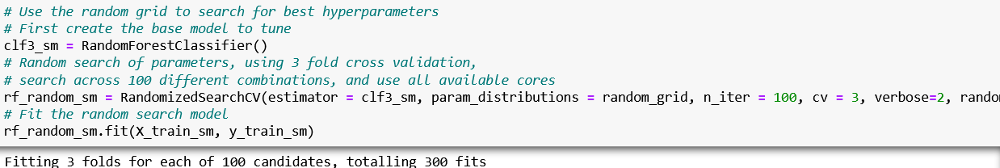 # Use the random grid to search for best hyperparameters
# First create the base model to tune
clf3_sm = RandomForestClassifier()
# Random search of parameters, using 3 fold cross validation,
# search across 100 different combinations, and use all available cores
rf_random_sm = RandomizedSearchCV(estimator = clf3_sm, param_distributions = random_grid, n_iter = 100, cv = 3, verbose=2, rando
# Fit the random search model
rf_random_sm.fit(X_train_sm, y_train_sm)
Fitting 3 folds for each of 100 candidates, totalling 300 fits